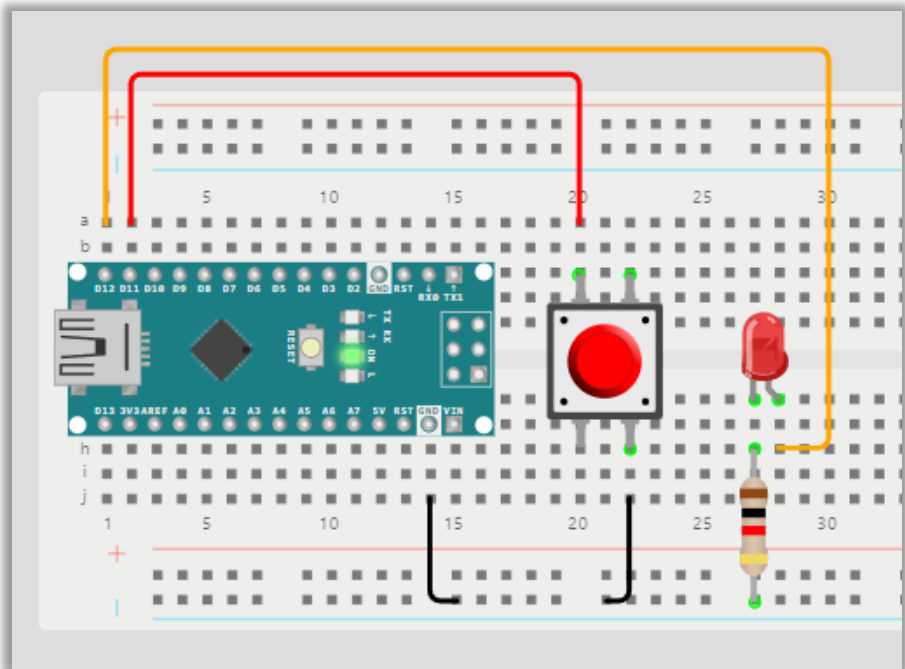 +
|
1 5 10 15 20 25 30
a
b
D12 D11 D10 D9 D8 D7 D6 D5 D4 D3 D2 GND RST RX0 TX1
TX
RX
ON
L
RESET
D13 3V3 AREF A0 A1 A2 A3 A4 A5 A6 A7 5V RST GND VIN
h
i
j
1 5 10 15 20 25 30
+
|